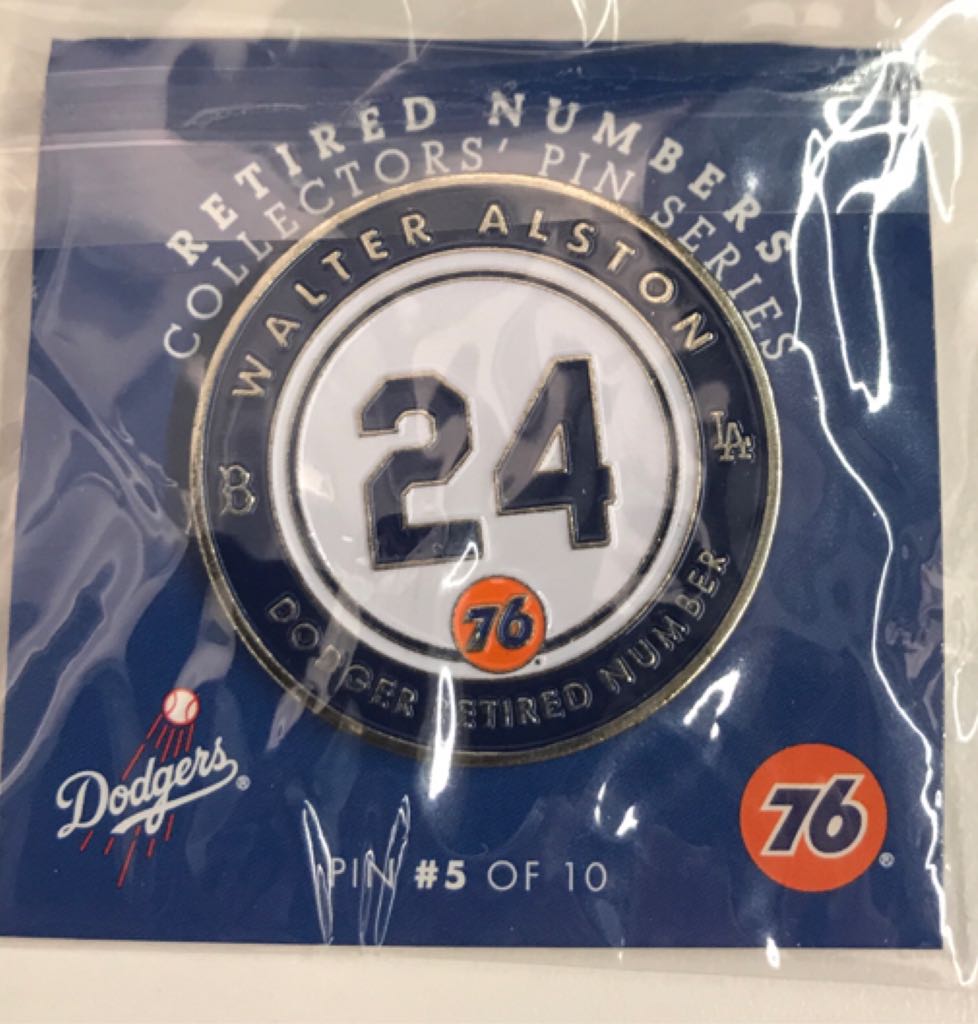 RETIRED NUMBERS
COLLECTORS' PIN SERIES
WALTER ALSTON
B
LA
24
76
DODGER RETIRED NUMBER
Dodgers®
76®
PIN #5 OF 10